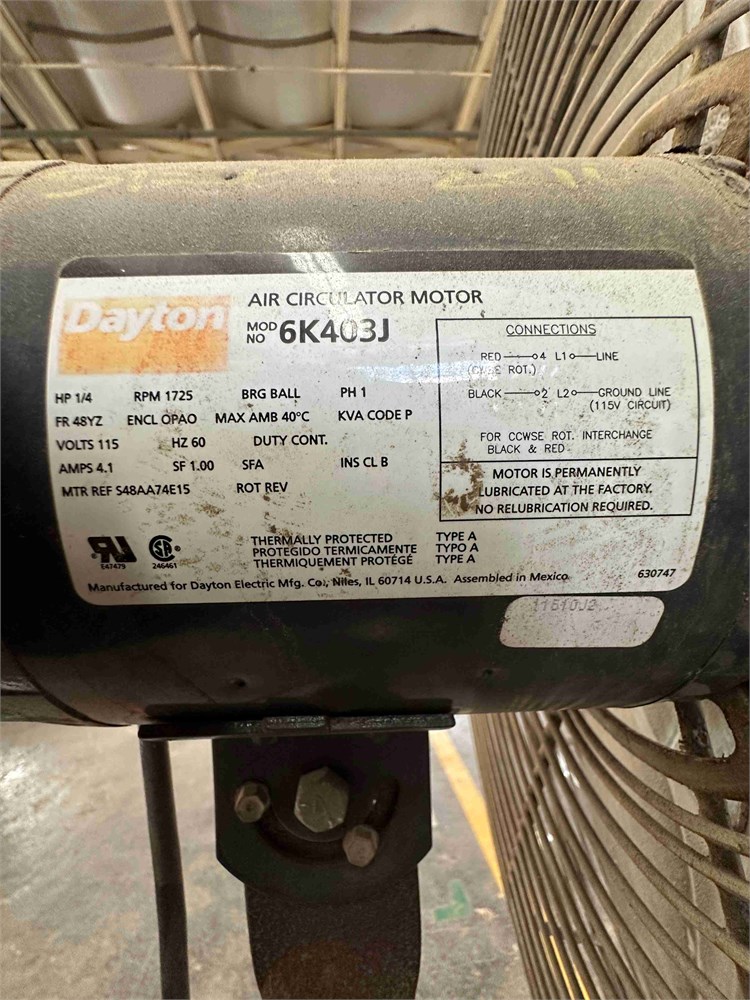 Dayton
AIR CIRCULATOR MOTOR
MOD NO 6K403J
HP 1/4 RPM 1725 BRG BALL PH 1
FR 48YZ ENCL OPAO MAX AMB 40°C KVA CODE P
VOLTS 115 HZ 60 DUTY CONT.
AMPS 4.1 SF 1.00 SFA INS CL B
MTR REF S48AA74E15 ROT REV
CONNECTIONS
RED 4 L1 LINE
ROT.)
BLACK 2 L2 GROUND LINE
(115V CIRCUIT)
FOR CCWSE ROT. INTERCHANGE
BLACK & RED
MOTOR IS PERMANENTLY
LUBRICATED AT THE FACTORY.
NO RELUBRICATION REQUIRED.
THERMALLY PROTECTED TYPE A
PROTEGIDO TERMICAMENTE TYPO A
THERMIQUEMENT PROTÉGÉ TYPE A
E47479
246461
Manufactured for Dayton Electric Mfg. Co., Niles, IL 60714 U.S.A. Assembled in Mexico
630747